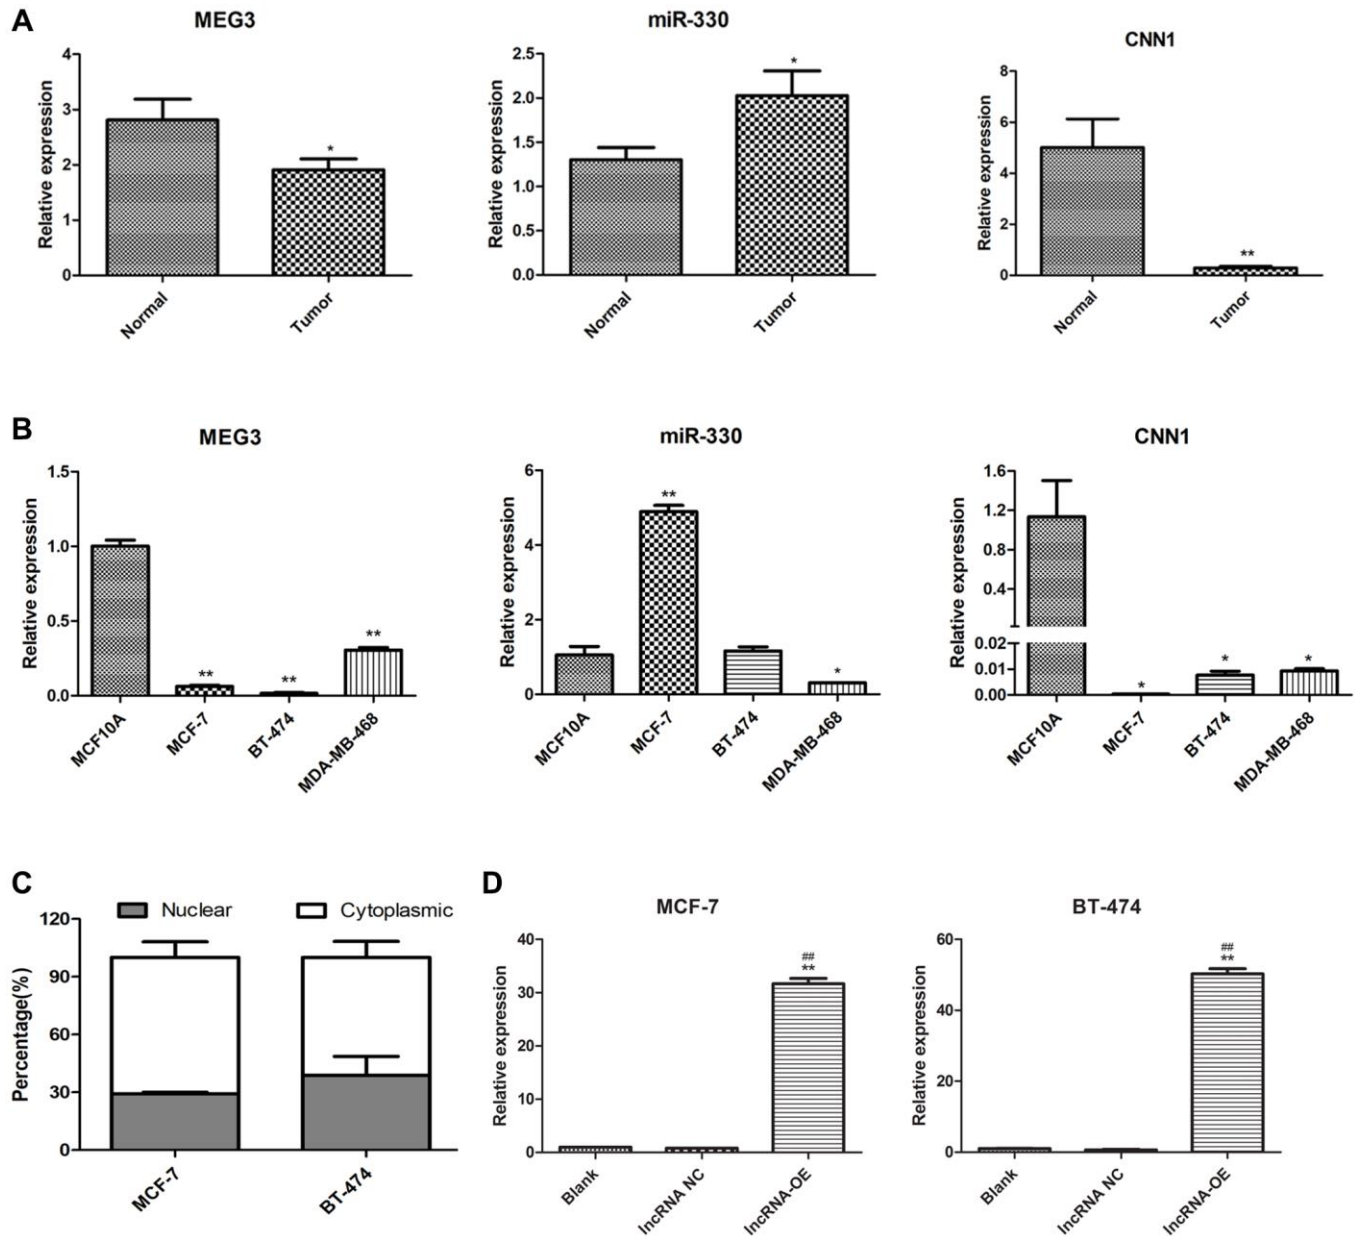 A
MEG3
Relative expression
4
3
2
1
0
*
Normal
Tumor
miR-330
Relative expression
2.5
2.0
1.5
1.0
0.5
0.0
*
Normal
Tumor
CNN1
Relative expression
8
6
4
2
0
**
Normal
Tumor
B
MEG3
Relative expression
1.5
1.0
0.5
0.0
**
**
**
MCF10A
MCF-7
BT-474
MDA-MB-468
miR-330
Relative expression
6
4
2
0
**
*
MCF10A
MCF-7
BT-474
MDA-MB-468
CNN1
Relative expression
1.6
1.2
0.8
0.4
0.02
0.01
0.00
*
*
*
MCF10A
MCF-7
BT-474
MDA-MB-468
C
Nuclear
Cytoplasmic
Percentage(%)
120
90
60
30
0
MCF-7
BT-474
D
MCF-7
Relative expression
40
30
20
10
0
##
**
Blank
lncRNA NC
lncRNA-OE
BT-474
Relative expression
60
40
20
0
##
**
Blank
lncRNA NC
lncRNA-OE